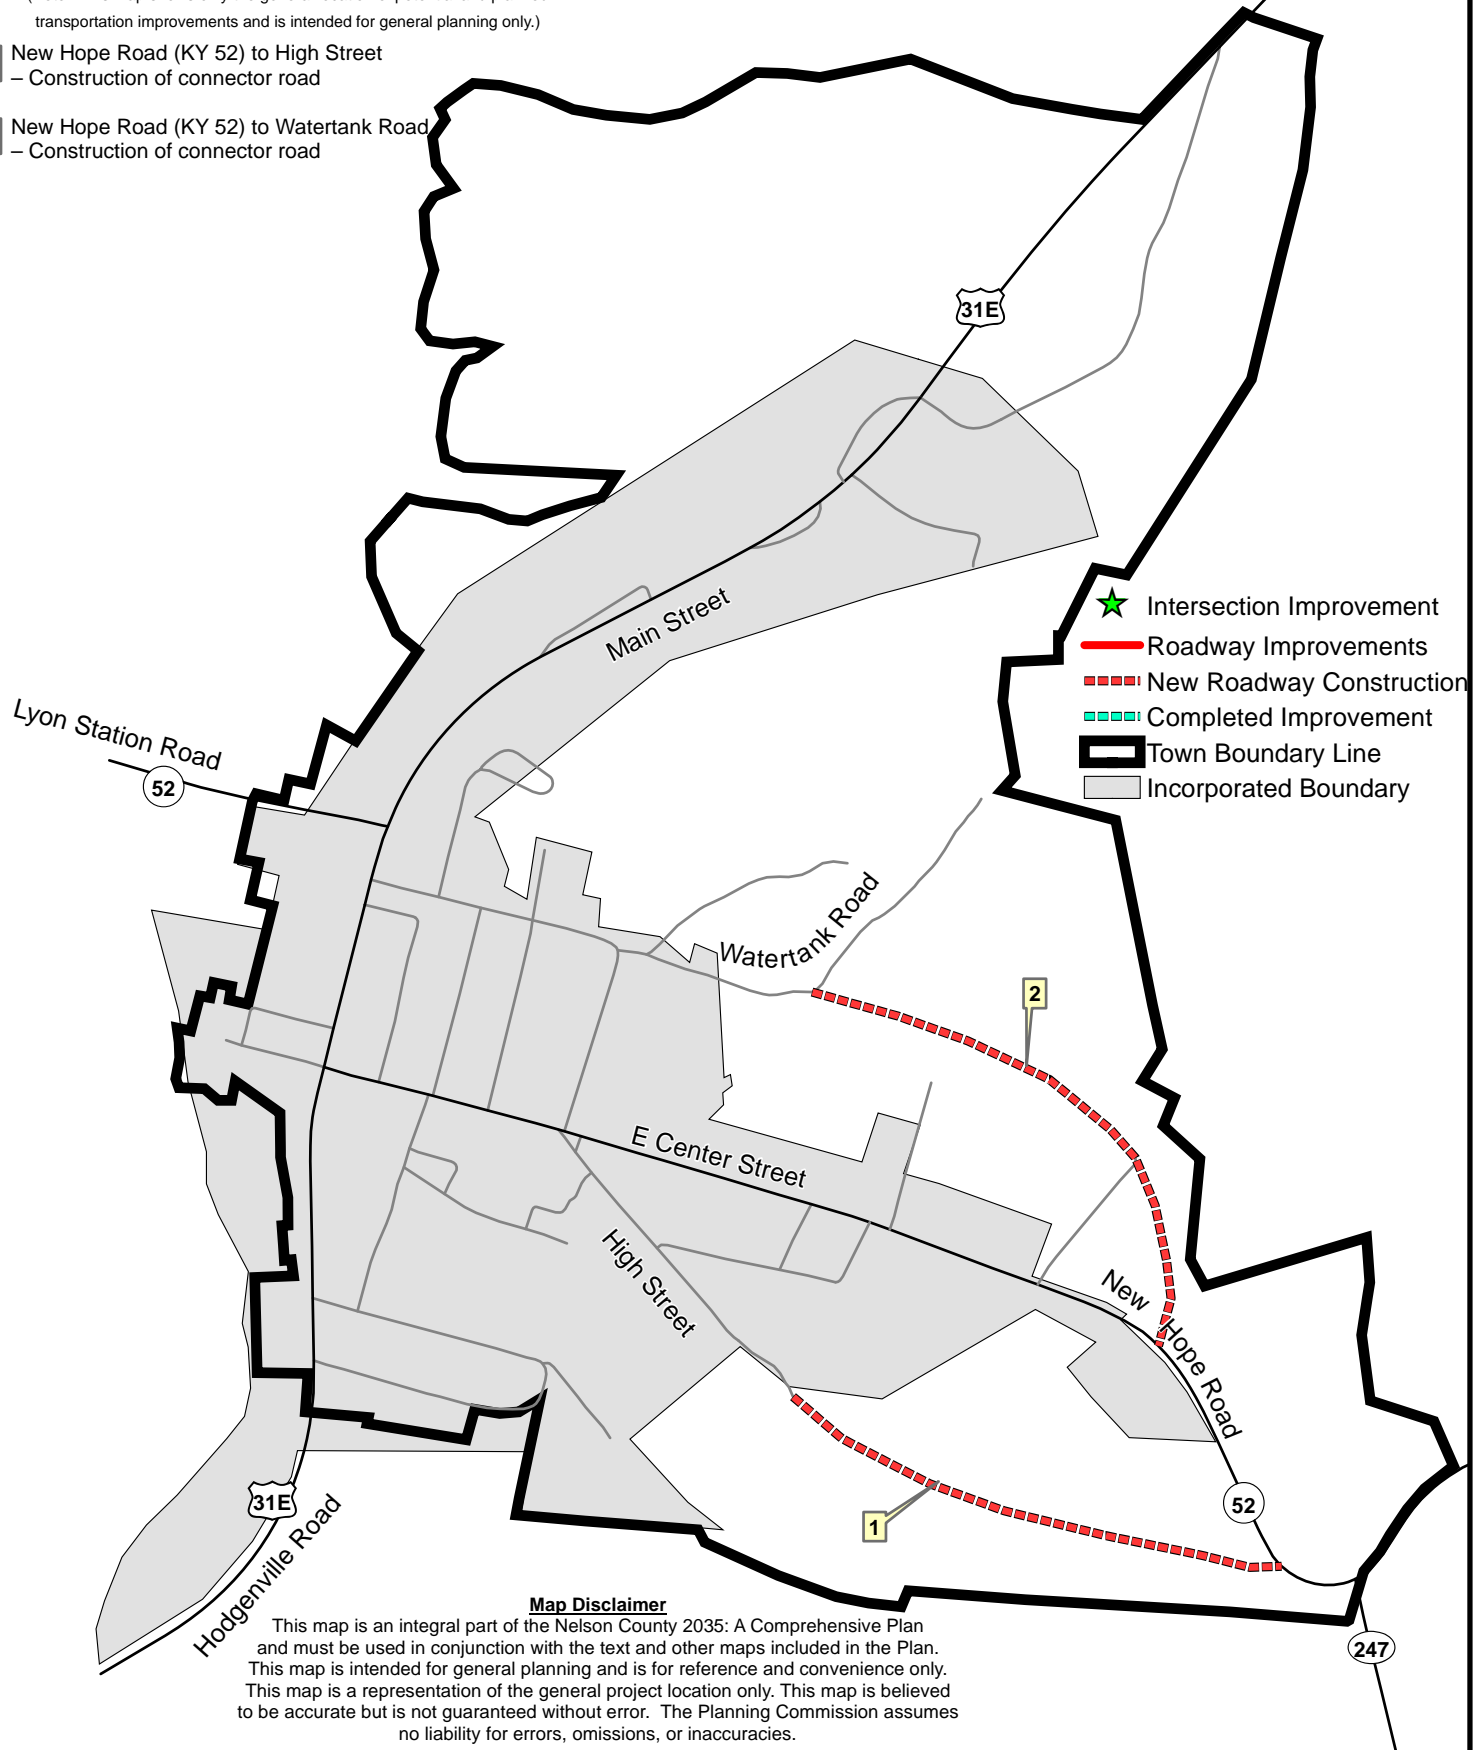 transportation improvements and is intended for general planning only.)
New Hope Road (KY 52) to High Street
– Construction of connector road
New Hope Road (KY 52) to Watertank Road
– Construction of connector road
31E
Main Street
Intersection Improvement
Roadway Improvements
New Roadway Construction
Completed Improvement
Town Boundary Line
Incorporated Boundary
Lyon Station Road
52
Watertank Road
2
E Center Street
High Street
New Hope Road
52
1
31E
Hodgenville Road
247
Map Disclaimer
This map is an integral part of the Nelson County 2035: A Comprehensive Plan
and must be used in conjunction with the text and other maps included in the Plan.
This map is intended for general planning and is for reference and convenience only.
This map is a representation of the general project location only. This map is believed
to be accurate but is not guaranteed without error. The Planning Commission assumes
no liability for errors, omissions, or inaccuracies.